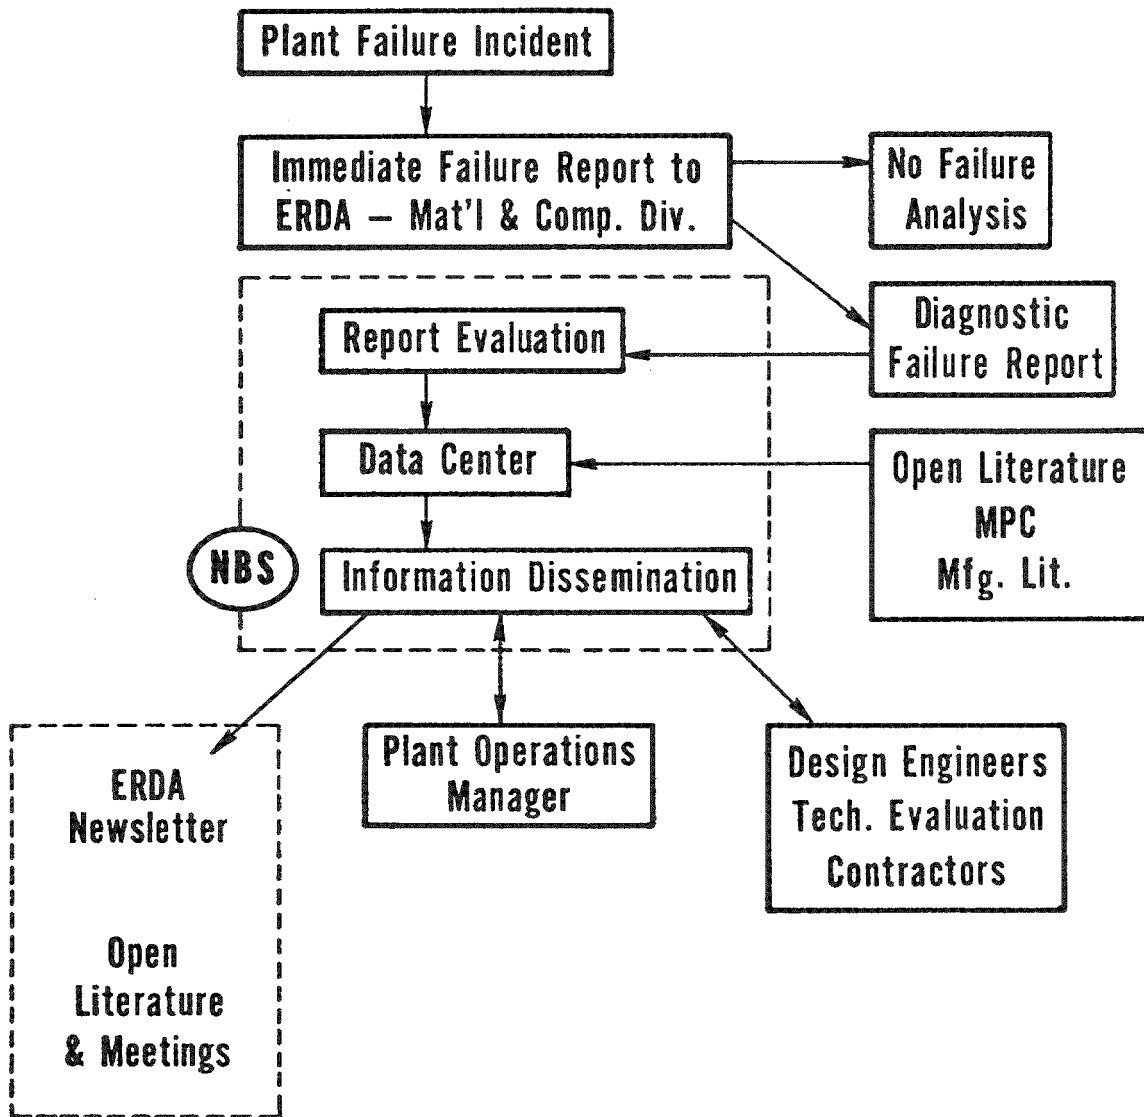 Plant Failure Incident
Immediate Failure Report to
ERDA — Mat'l & Comp. Div.
No Failure
Analysis
Diagnostic
Failure Report
Report Evaluation
Data Center
Open Literature
MPC
Mfg. Lit.
NBS
Information Dissemination
ERDA
Newsletter
Open
Literature
& Meetings
Plant Operations
Manager
Design Engineers
Tech. Evaluation
Contractors